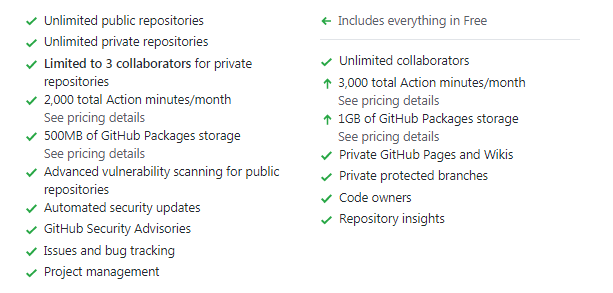 Unlimited public repositories
Unlimited private repositories
Limited to 3 collaborators for private
repositories
2,000 total Action minutes/month
See pricing details
500MB of GitHub Packages storage
See pricing details
Advanced vulnerability scanning for public
repositories
Automated security updates
GitHub Security Advisories
Issues and bug tracking
Project management
Includes everything in Free
Unlimited collaborators
3,000 total Action minutes/month
See pricing details
1GB of GitHub Packages storage
See pricing details
Private GitHub Pages and Wikis
Private protected branches
Code owners
Repository insights